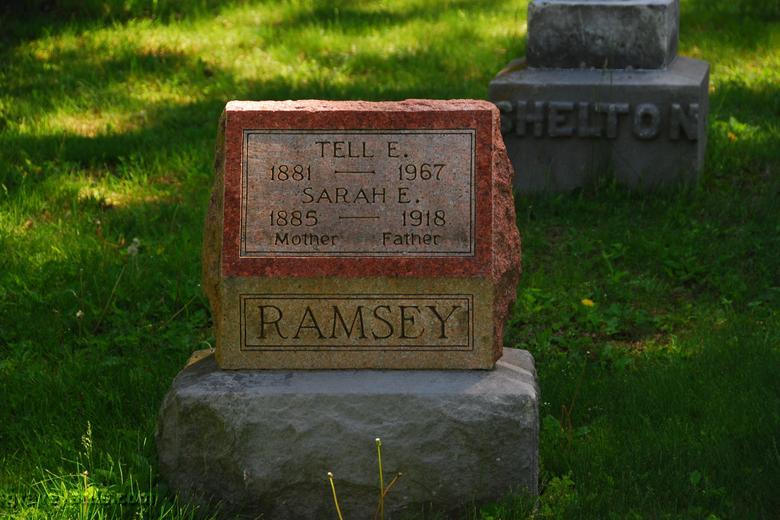 TELL E.
1881 — 1967
SARAH E.
1885 — 1918
Mother Father
RAMSEY
SHELTON